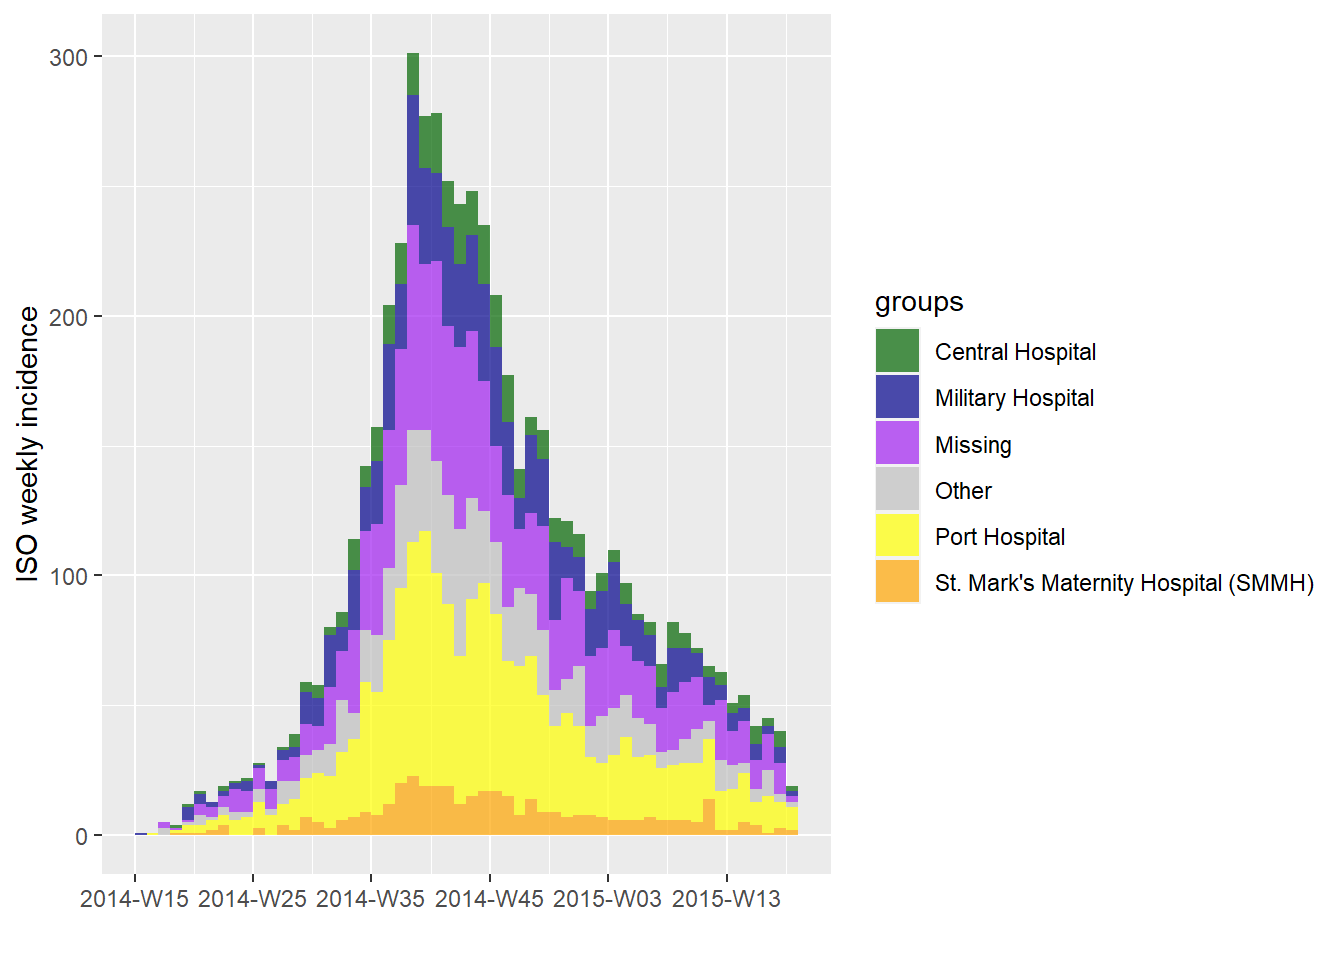 300
200
100
0
ISO weekly incidence
2014-W15 2014-W25 2014-W35 2014-W45 2015-W03 2015-W13
groups
Central Hospital
Military Hospital
Missing
Other
Port Hospital
St. Mark's Maternity Hospital (SMMH)